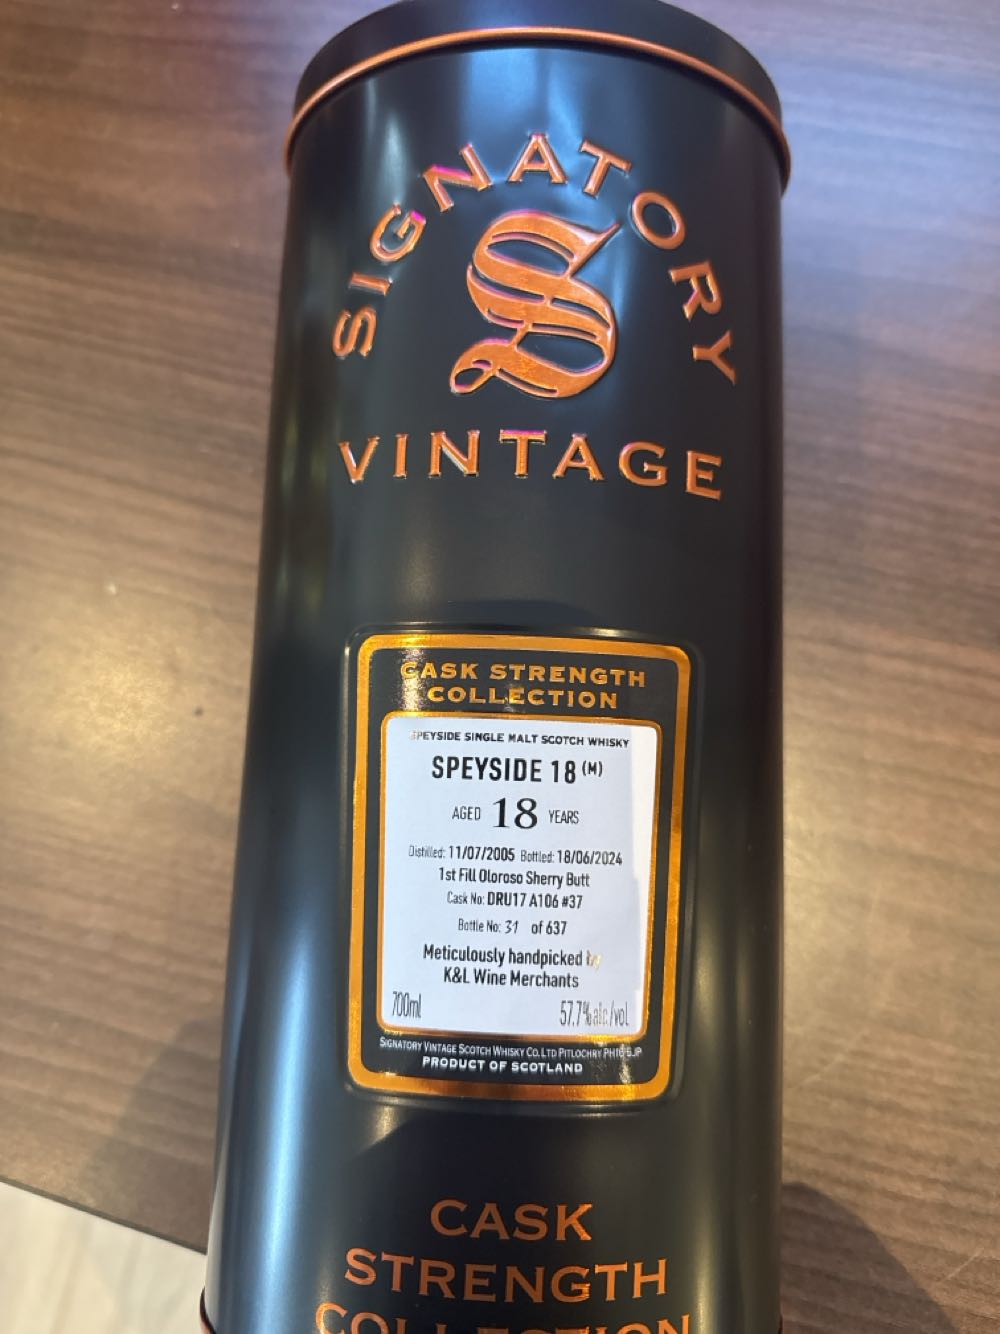 SIGNATORY
S
VINTAGE
CASK STRENGTH
COLLECTION
SPEYSIDE SINGLE MALT SCOTCH WHISKY
SPEYSIDE 18 (M)
AGED 18 YEARS
Distilled: 11/07/2005 Bottled: 18/06/2024
1st Fill Oloroso Sherry Butt
Cask No: DRU17 A106 #37
Bottle No: 31 of 637
Meticulously handpicked by
K&L Wine Merchants
700ml 57.7% alc./vol
SIGNATORY VINTAGE SCOTCH WHISKY CO. LTD PITLOCHRY PH16 5JP
PRODUCT OF SCOTLAND
CASK
STRENGTH
COLLECTION